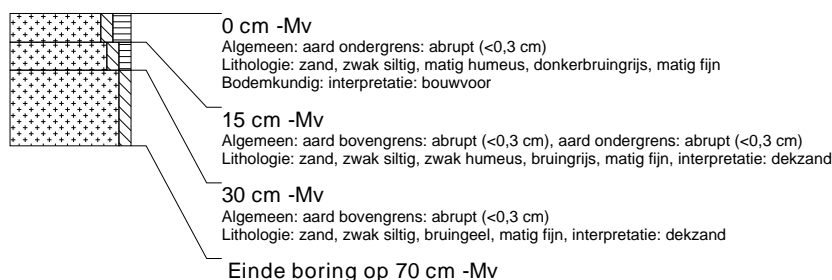 0 cm -Mv
Algemeen: aard ondergrens: abrupt (<0,3 cm)
Lithologie: zand, zwak siltig, matig humeus, donkerbruingrijs, matig fijn
Bodemkundig: interpretatie: bouwvoor
15 cm -Mv
Algemeen: aard bovengrens: abrupt (<0,3 cm), aard ondergrens: abrupt (<0,3 cm)
Lithologie: zand, zwak siltig, zwak humeus, bruingrijs, matig fijn, interpretatie: dekzand
30 cm -Mv
Algemeen: aard bovengrens: abrupt (<0,3 cm)
Lithologie: zand, zwak siltig, bruingeel, matig fijn, interpretatie: dekzand
Einde boring op 70 cm -Mv